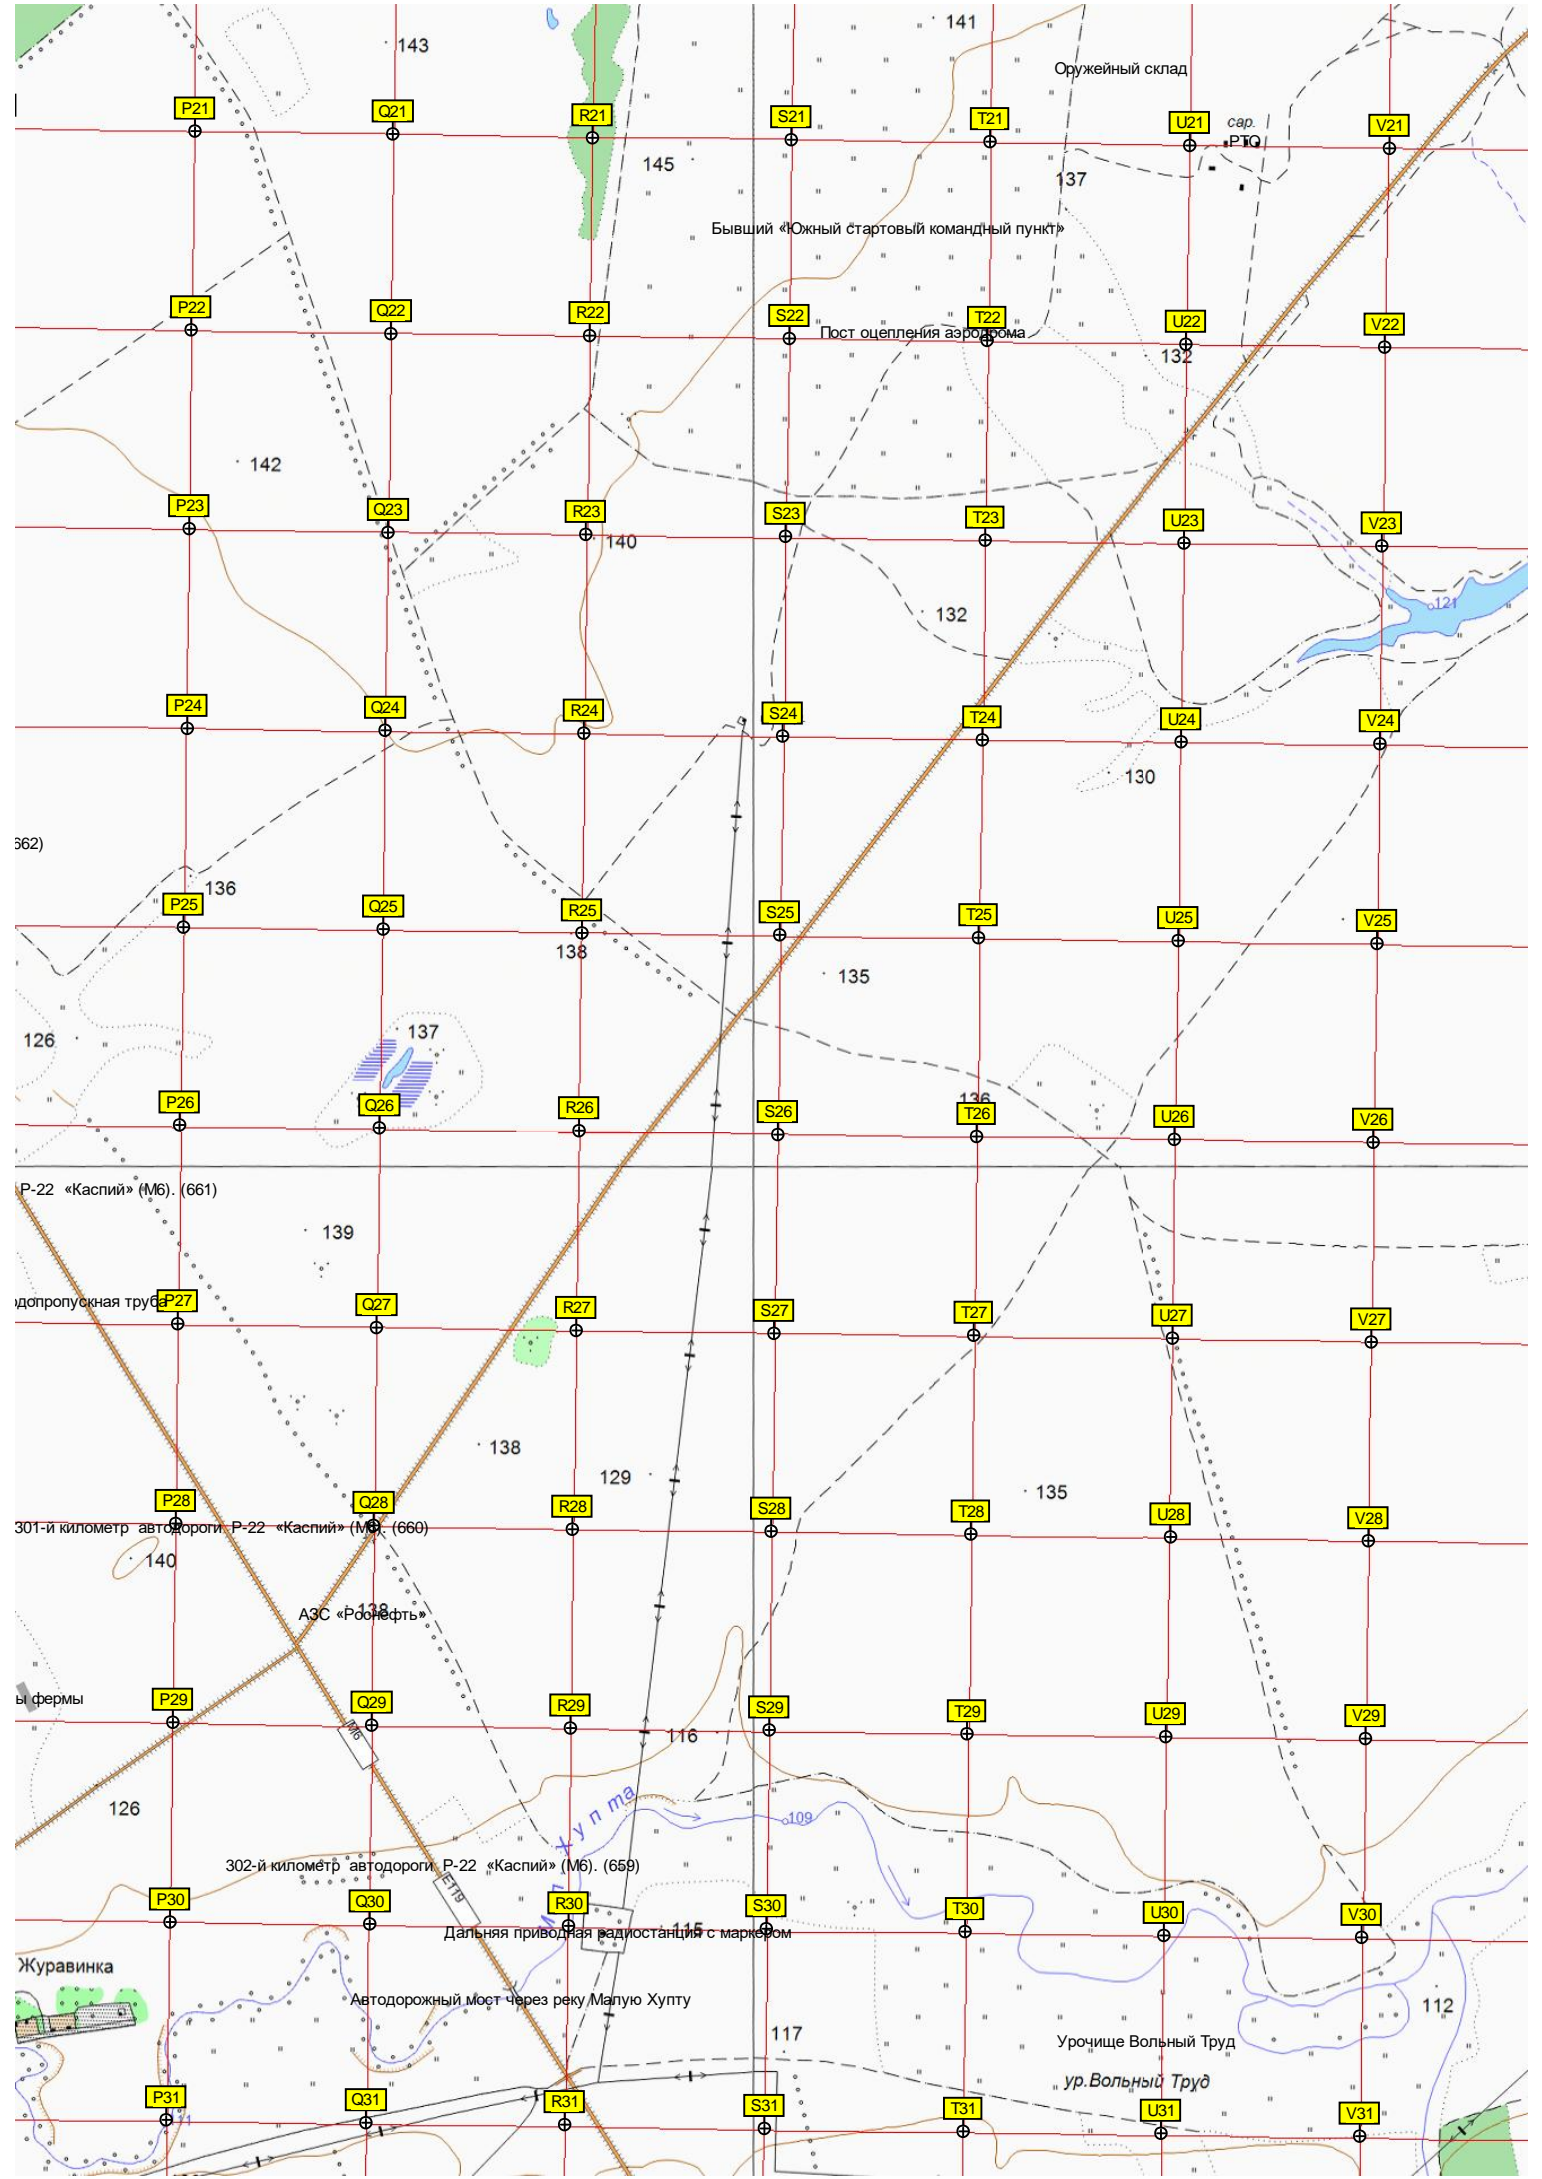 141
143
Оружейный склад
P21
Q21
R21
S21
T21
U21
сар.
V21
РТО
145
137
Бывший «Южный стартовый командный пункт»
P22
Q22
R22
S22
T22
U22
V22
Пост оцепления аэродрома
132
142
P23
Q23
R23
S23
T23
U23
V23
140
121
132
P24
Q24
R24
S24
T24
U24
V24
130
662)
136
P25
Q25
R25
S25
T25
U25
V25
138
135
137
126
136
P26
Q26
R26
S26
T26
U26
V26
Р-22 «Каспий» (М6). (661)
139
одопропускная труба
P27
Q27
R27
S27
T27
U27
V27
138
129
135
P28
Q28
R28
S28
T28
U28
V28
301-й километр автодороги Р-22 «Каспий» (М6). (660)
140
138
АЗС «Роснефть»
ы фермы
P29
Q29
R29
S29
T29
U29
V29
М6
116
126
109
Хупта
302-й километр автодороги Р-22 «Каспий» (М6). (659)
E119
P30
Q30
R30
S30
T30
U30
V30
115
Дальняя приводная радиостанция с маркером
Журавинка
Автодорожный мост через реку Малую Хупту
112
117
Урочище Вольный Труд
ур.Вольный Труд
P31
Q31
R31
S31
T31
U31
V31